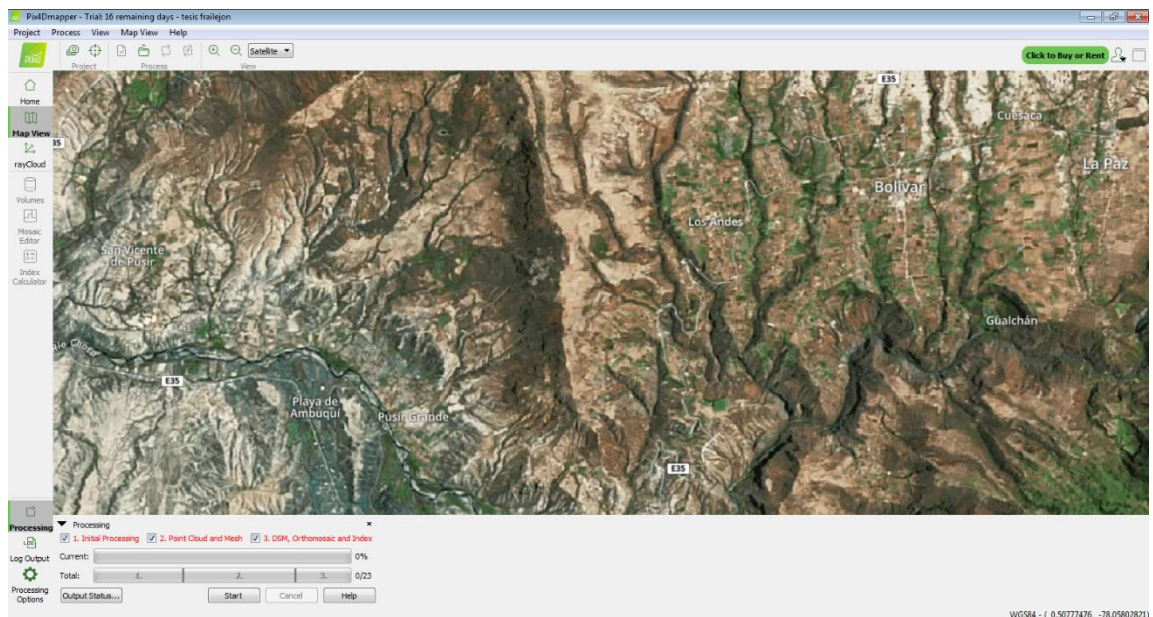 Pix4Dmapper - Trial: 16 remaining days - tesis frailejon
Project Process View Map View Help
Satellite
Project Process View
Click to Buy or Rent
Home
Map View
rayCloud
Volumes
Mosaic
Editor
Index
Calculator
35
E35
Cuesaca
La Paz
Bolívar
Los Andes
San Vicente
de Pusir
Gualchán
Río Chota
E35
Playa de
Ambuquí
Pusir Grande
E35
Processing
Log Output
Processing
Options
Processing
1. Initial Processing 2. Point Cloud and Mesh 3. DSM, Orthomosaic and Index
Current: 0%
Total: 1. 2. 3. 0/23
Output Status... Start Cancel Help
WGS84 - ( 0.50777476, -78.05802821)